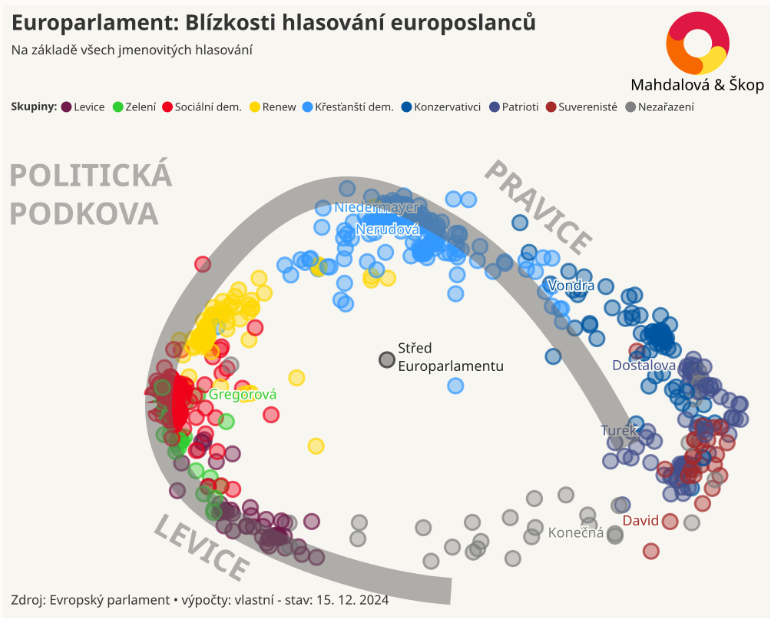 Europarlament: Blízkosti hlasování europoslanců
Na základě všech jmenovitých hlasování
Mahdalová & Škop
Skupiny: Levice Zelení Sociální dem. Renew Křesťanští dem. Konzervativci Patrioti Suverenisté Nezařazení
POLITICKÁ
PODKOVA
PRAVICE
Niedermayer
Nerudová
Vondra
Střed
Europarlamentu
Dostalova
Gregorová
Turek
David
Konečná
LEVICE
Zdroj: Evropský parlament • výpočty: vlastní - stav: 15. 12. 2024